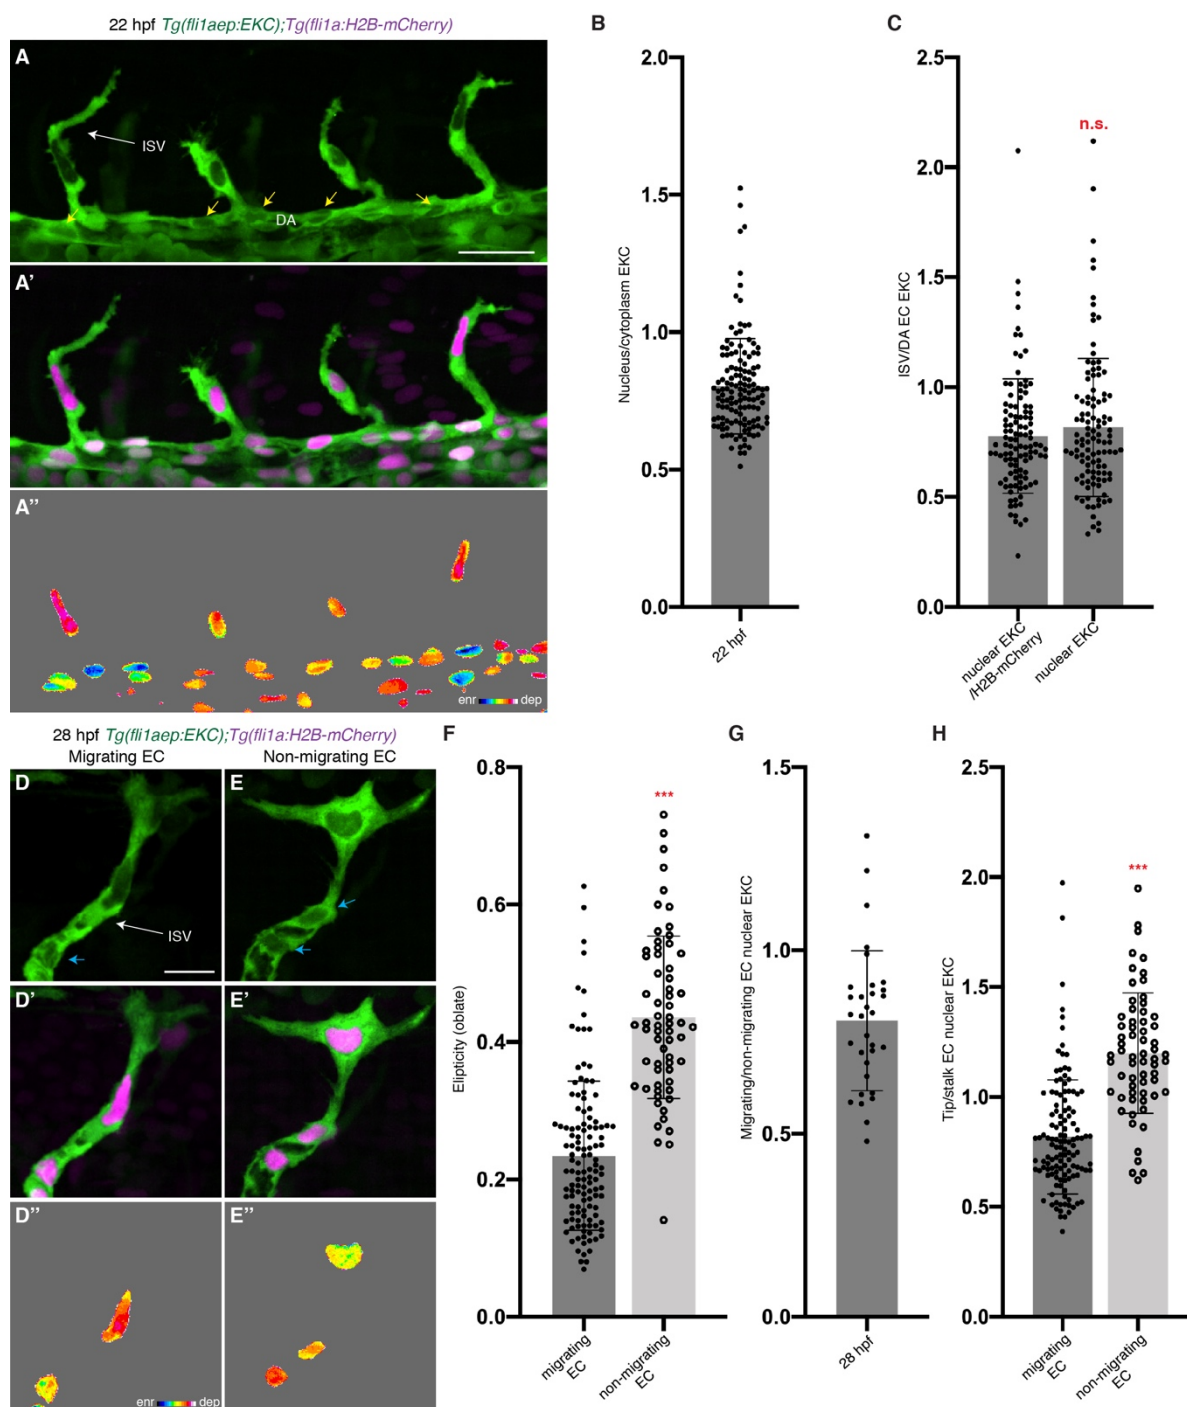 22 hpf Tg(fli1aep:EKC);Tg(fli1a:H2B-mCherry)
A
ISV
DA
A'
A''
enr dep
B
Nucleus/cytoplasm EKC
2.0
1.5
1.0
0.5
0.0
22 hpf
C
ISV/DA EC EKC
2.5
2.0
1.5
1.0
0.5
0.0
n.s.
nuclear EKC
/H2B-mCherry
nuclear EKC
28 hpf Tg(fli1aep:EKC);Tg(fli1a:H2B-mCherry)
Migrating EC
Non-migrating EC
D
ISV
E
D'
E'
D''
enr dep
E''
F
Elipticity (oblate)
0.8
0.6
0.4
0.2
0.0
***
migrating
EC
non-migrating
EC
G
Migrating/non-migrating EC nuclear EKC
1.5
1.0
0.5
0.0
28 hpf
H
Tip/stalk EC nuclear EKC
2.5
2.0
1.5
1.0
0.5
0.0
***
migrating
EC
non-migrating
EC